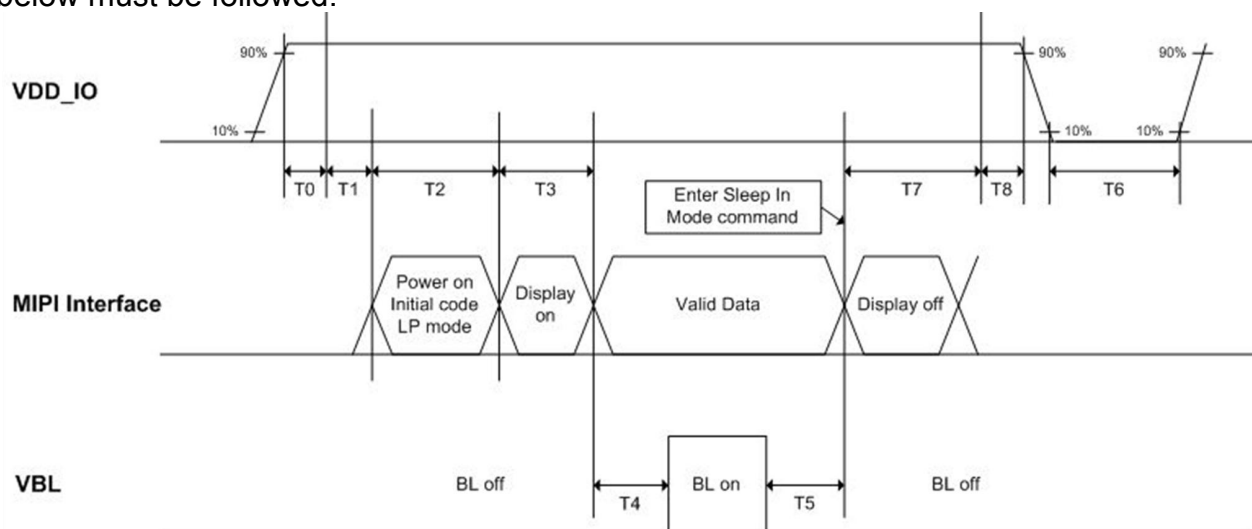 below must be followed:
90%
90%
90%
VDD_IO
10%
10%
10%
T0
T1
T2
T3
T7
T8
T6
Enter Sleep In
Mode command
MIPI Interface
Power on
Initial code
LP mode
Display
on
Valid Data
Display off
VBL
BL off
T4
BL on
T5
BL off